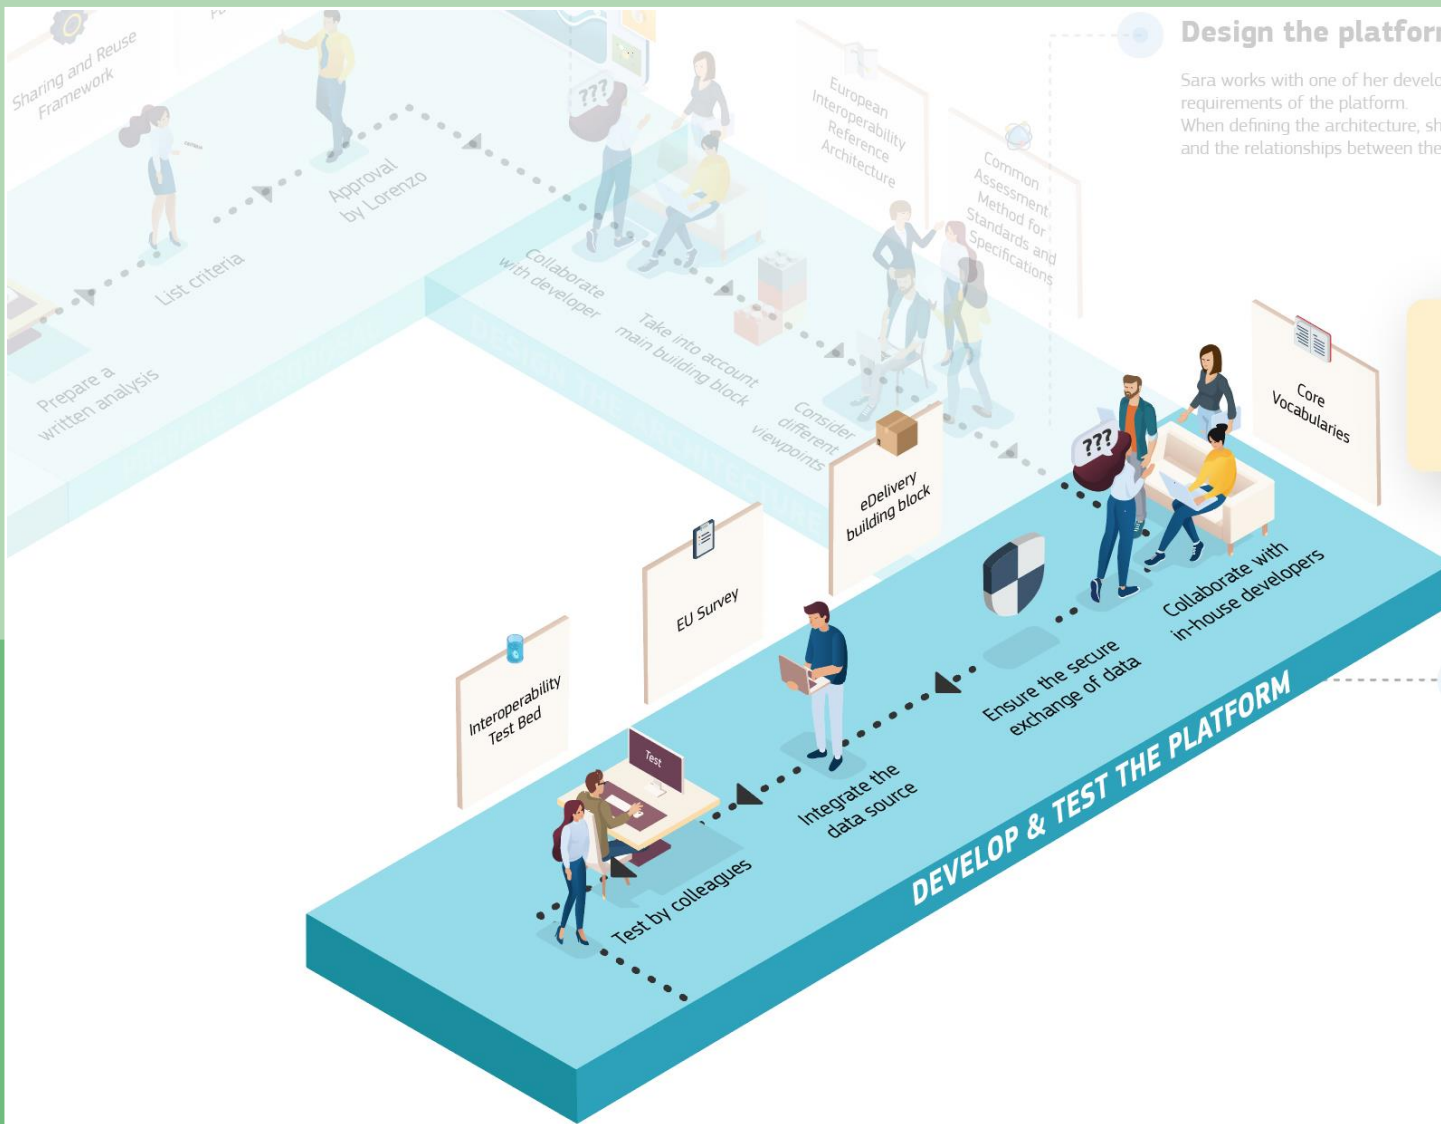 Sharing and Reuse
Framework
Approval
by Lorenzo
List criteria
Prepare a
written analysis
???
Collaborate
with developer
Take into account
main building block
Consider
different
viewpoints
European
Interoperability
Reference
Architecture
Common
Assessment
Method for
Standards and
Specifications
Design the platform
Sara works with one of her develo
requirements of the platform.
When defining the architecture, sh
and the relationships between the
DESIGN THE ARCHITECTURE
Core
Vocabularies
???
Collaborate with
in-house developers
eDelivery
building block
Ensure the secure
exchange of data
EU Survey
Integrate the
data source
Interoperability
Test Bed
Test
Test by colleagues
DEVELOP & TEST THE PLATFORM